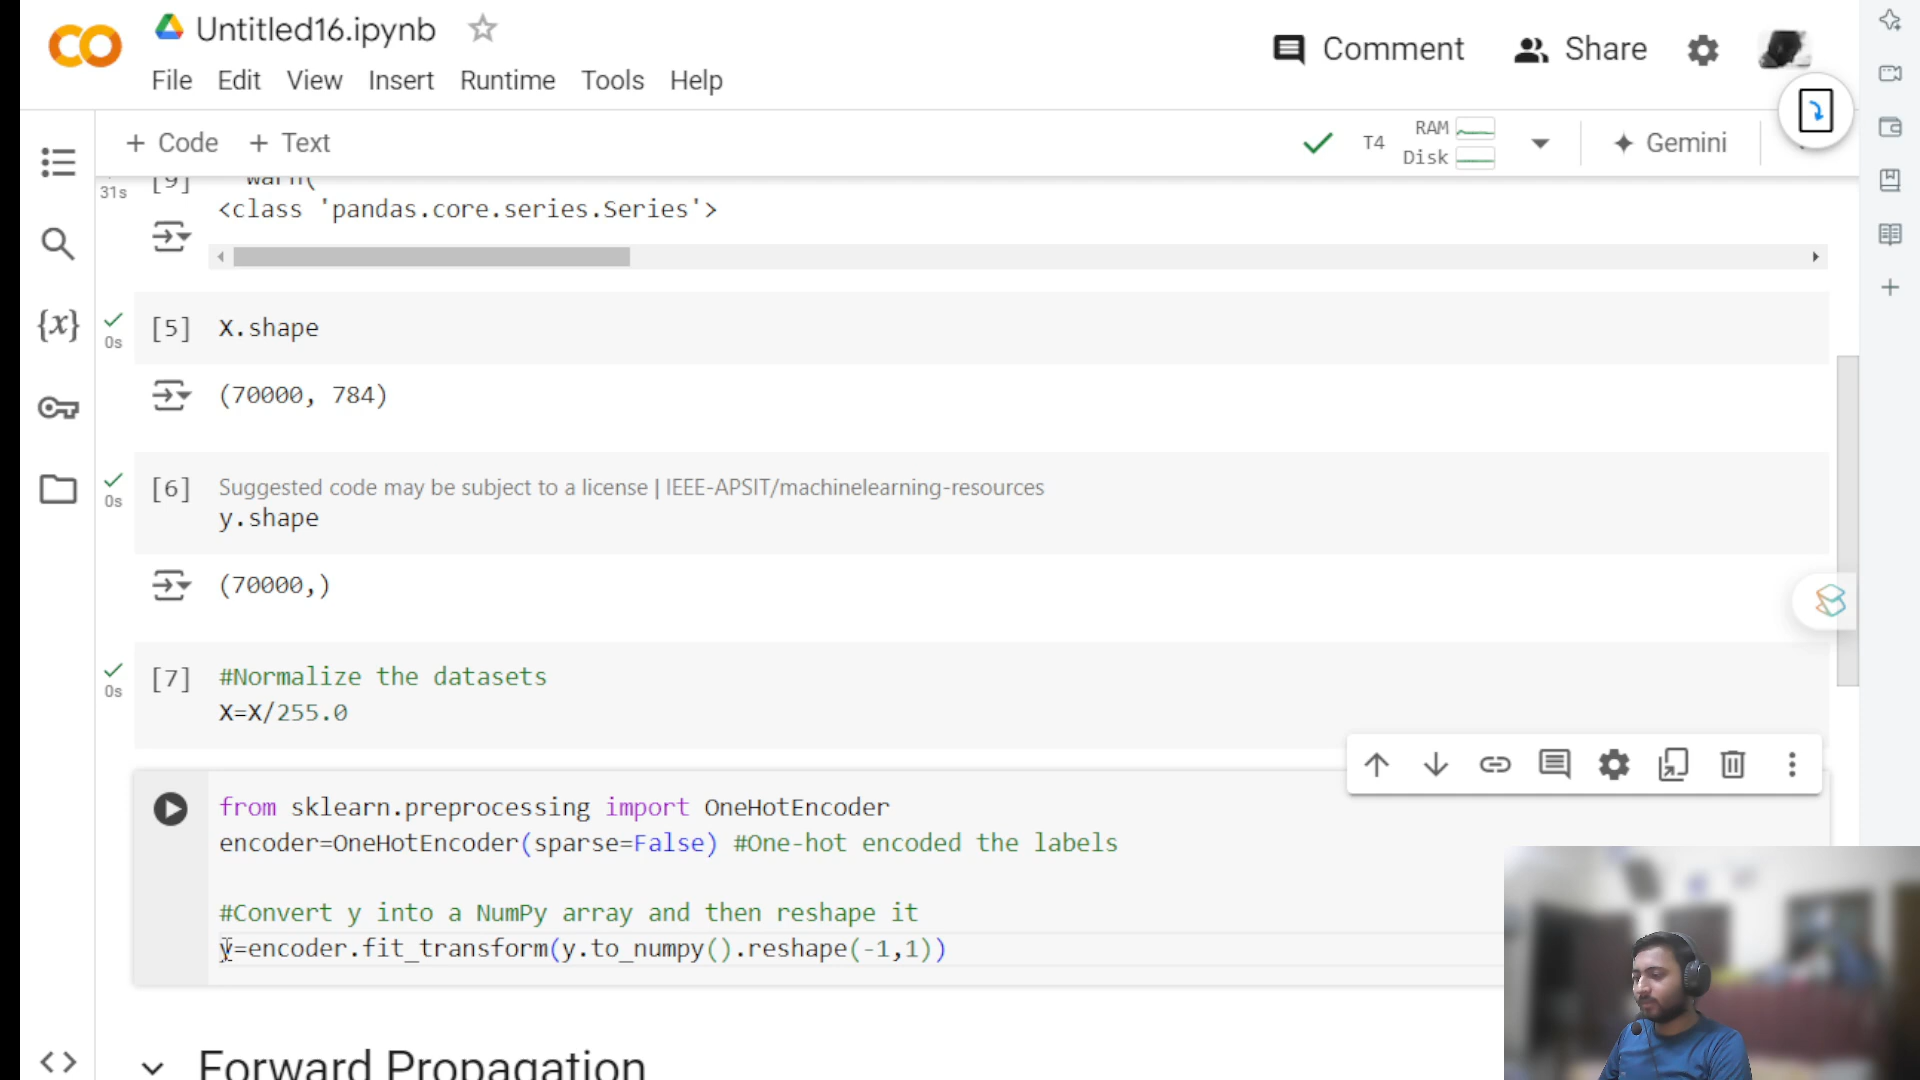 Untitled16.ipynb
Comment
Share
File Edit View Insert Runtime Tools Help
+ Code + Text
T4
RAM
Disk
Gemini
31s
[9]
warn(
<class 'pandas.core.series.Series'>
0s
[5]
X.shape
(70000, 784)
0s
[6]
Suggested code may be subject to a license | IEEE-APSIT/machinelearning-resources
y.shape
(70000,)
0s
[7]
#Normalize the datasets
X=X/255.0
from sklearn.preprocessing import OneHotEncoder
encoder=OneHotEncoder(sparse=False) #One-hot encoded the labels
#Convert y into a NumPy array and then reshape it
y=encoder.fit_transform(y.to_numpy().reshape(-1,1))
Forward Propagation